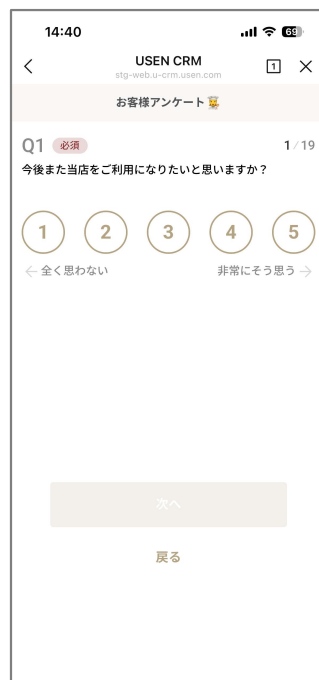 14:40
69
USEN CRM
stg-web.u-crm.usen.com
1
お客様アンケート
Q1 必須 1/19
今後また当店をご利用になりたいと思いますか?
1 2 3 4 5
← 全く思わない 非常にそう思う →
次へ
戻る